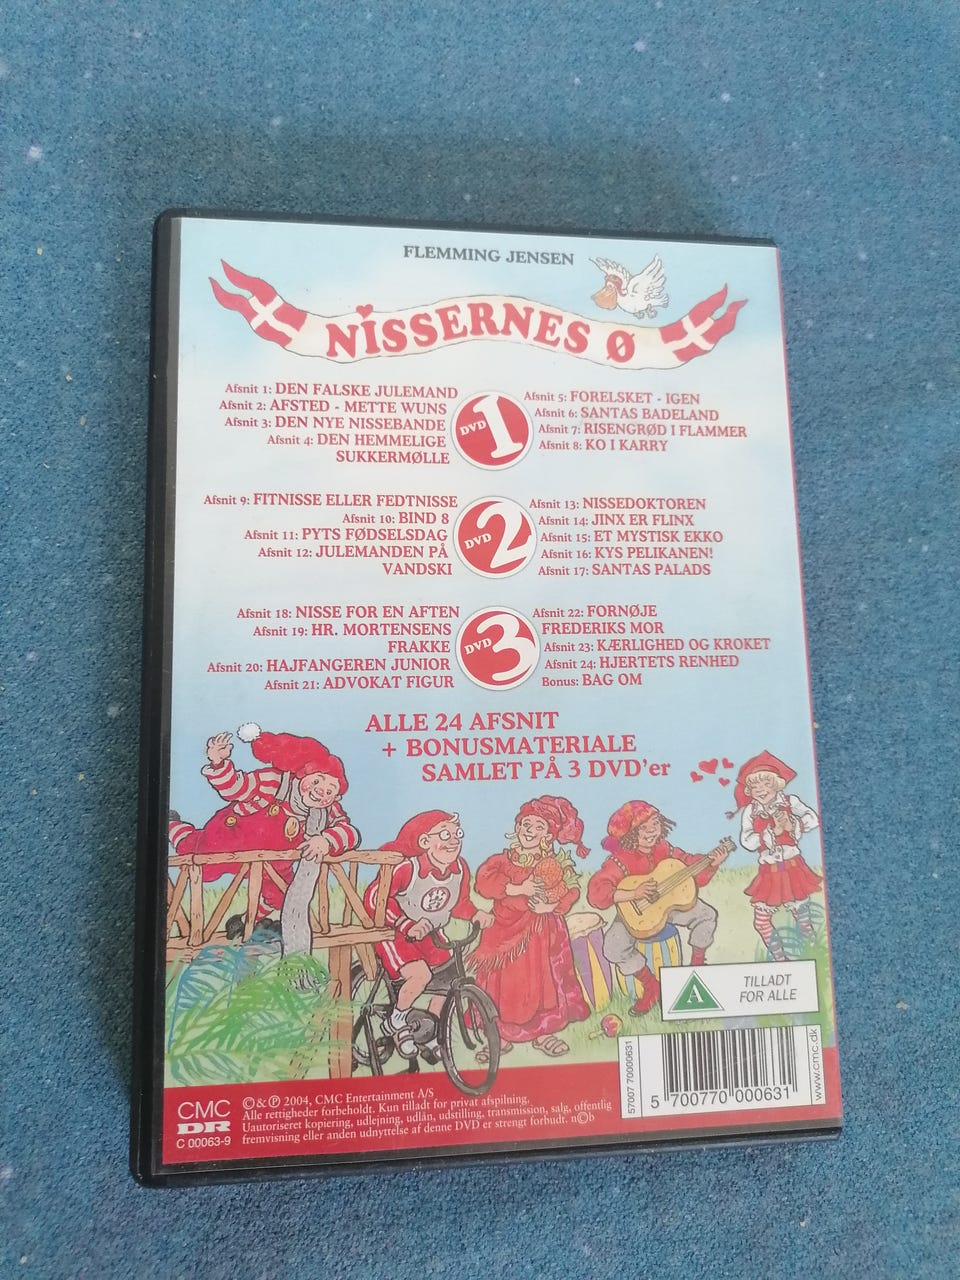 FLEMMING JENSEN
NISSERNES Ø
Afsnit 1: DEN FALSKE JULEMAND
Afsnit 2: AFSTED - METTE WUNS
Afsnit 3: DEN NYE NISSEBANDE
Afsnit 4: DEN HEMMELIGE
SUKKERMØLLE
DVD 1
Afsnit 5: FORELSKET - IGEN
Afsnit 6: SANTAS BADELAND
Afsnit 7: RISENGRØD I FLAMMER
Afsnit 8: KO I KARRY
Afsnit 9: FITNISSE ELLER FEDTNISSE
Afsnit 10: BIND 8
Afsnit 11: PYTS FØDSELSDAG
Afsnit 12: JULEMANDEN PÅ
VANDSKI
DVD 2
Afsnit 13: NISSEDOKTOREN
Afsnit 14: JINX ER FLINX
Afsnit 15: ET MYSTISK EKKO
Afsnit 16: KYS PELIKANEN!
Afsnit 17: SANTAS PALADS
Afsnit 18: NISSE FOR EN AFTEN
Afsnit 19: HR. MORTENSENS
FRAKKE
Afsnit 20: HAJFANGEREN JUNIOR
Afsnit 21: ADVOKAT FIGUR
DVD 3
Afsnit 22: FORNØJE
FREDERIKS MOR
Afsnit 23: KÆRLIGHED OG KROKET
Afsnit 24: HJERTETS RENHED
Bonus: BAG OM
ALLE 24 AFSNIT
+ BONUSMATERIALE
SAMLET PÅ 3 DVD'er
A
TILLADT
FOR ALLE
57007 70000631
5 700770 000631
www.cmc.dk
CMC
DR
C 00063-9
©&℗ 2004, CMC Entertainment A/S
Alle rettigheder forbeholdt. Kun tilladt for privat afspilning.
Uautoriseret kopiering, udlejning, udlån, udstilling, transmission, salg, offentlig
fremvisning eller anden udnyttelse af denne DVD er strengt forbudt. n©b